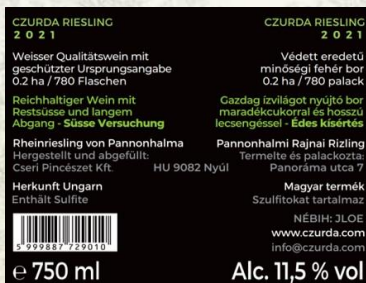 CZURDA RIESLING
2021
Weisser Qualitätswein mit
geschützter Ursprungsangabe
0.2 ha / 780 Flaschen
Reichhaltiger Wein mit
Restsüsse und langem
Abgang - Süsse Versuchung
Rheinriesling von Pannonhalma
Hergestellt und abgefüllt:
Cseri Pincészet Kft. HU 9082 Nyúl
Herkunft Ungarn
Enthält Sulfite
5 999887 729010
e 750 ml
CZURDA RIESLING
2021
Védett eredetű
minőségi fehér bor
0.2 ha / 780 palack
Gazdag ízvilágot nyújtó bor
maradékcukorral és hosszú
lecsengéssel - Édes kísértés
Pannonhalmi Rajnai Rizling
Termelte és palackozta:
Panoráma utca 7
Magyar termék
Szulfitokat tartalmaz
NÉBIH: JLOE
www.czurda.com
info@czurda.com
Alc. 11,5 % vol